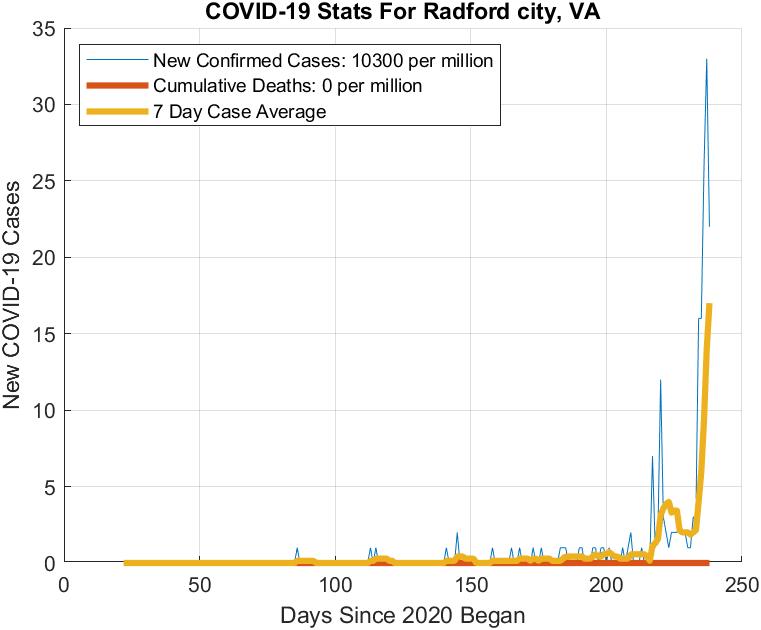 COVID-19 Stats For Radford city, VA
New Confirmed Cases: 10300 per million
Cumulative Deaths: 0 per million
7 Day Case Average
New COVID-19 Cases
35
30
25
20
15
10
5
0
0 50 100 150 200 250
Days Since 2020 Began